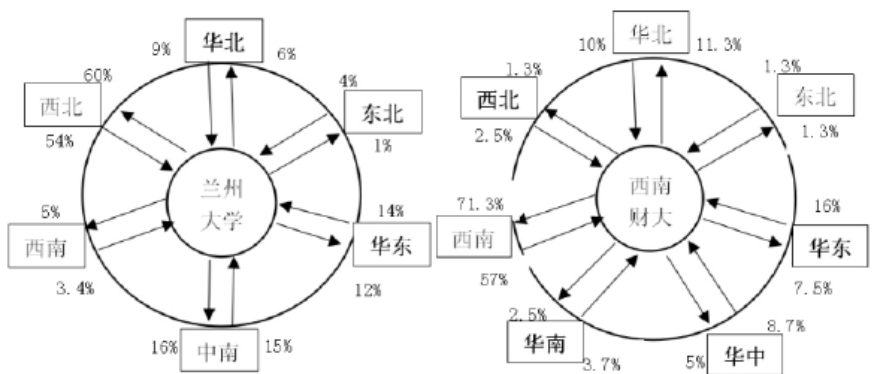 9%
华北
6%
60%
西北
54%
4%
东北
1%
兰州
大学
5%
西南
3.4%
14%
华东
12%
16%
中南
15%
10%
华北
11.3%
1.3%
西北
2.5%
1.3%
东北
1.3%
西南
财大
71.3%
西南
57%
16%
华东
7.5%
2.5%
华南
3.7%
8.7%
5%
华中